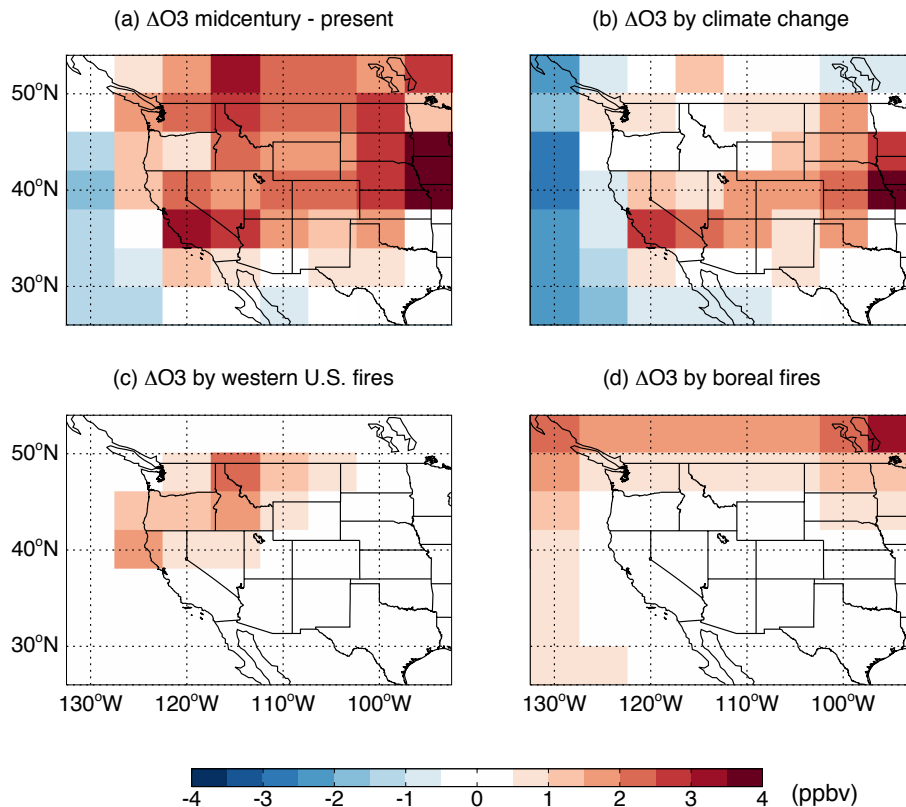 (a) ΔO3 midcentury - present
(b) ΔO3 by climate change
50°N
40°N
30°N
(c) ΔO3 by western U.S. fires
(d) ΔO3 by boreal fires
50°N
40°N
30°N
130°W 120°W 110°W 100°W
130°W 120°W 110°W 100°W
-4 -3 -2 -1 0 1 2 3 4 (ppbv)